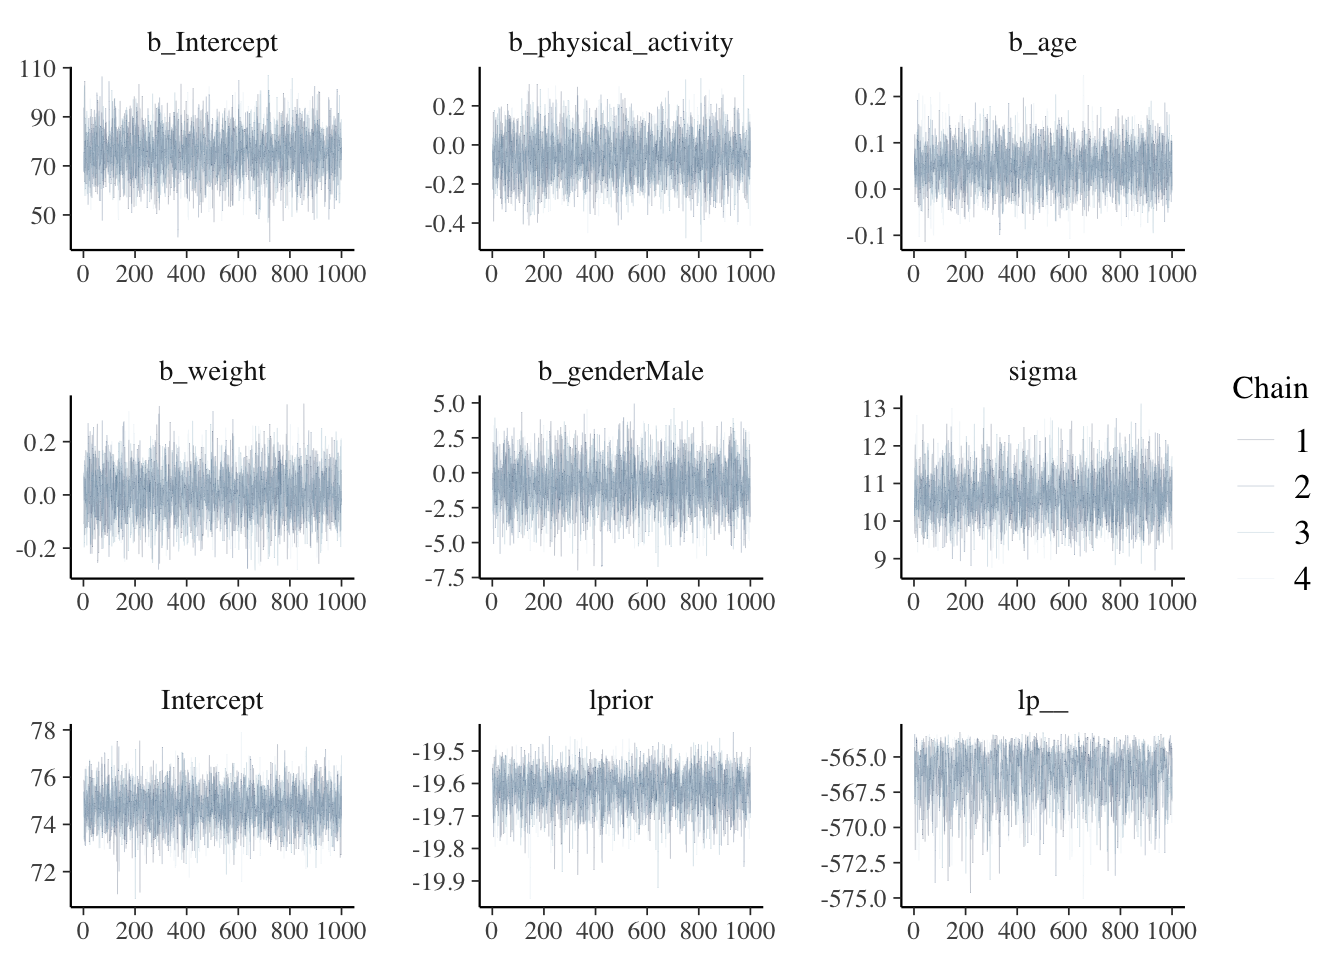 b_Intercept
110
90
70
50
0 200 400 600 800 1000
b_physical_activity
0.2
0.0
-0.2
-0.4
0 200 400 600 800 1000
b_age
0.2
0.1
0.0
-0.1
0 200 400 600 800 1000
b_weight
0.2
0.0
-0.2
0 200 400 600 800 1000
b_genderMale
5.0
2.5
0.0
-2.5
-5.0
-7.5
0 200 400 600 800 1000
sigma
13
12
11
10
9
0 200 400 600 800 1000
Chain
1
2
3
4
Intercept
78
76
74
72
0 200 400 600 800 1000
lprior
-19.5
-19.6
-19.7
-19.8
-19.9
0 200 400 600 800 1000
lp__
-565.0
-567.5
-570.0
-572.5
-575.0
0 200 400 600 800 1000